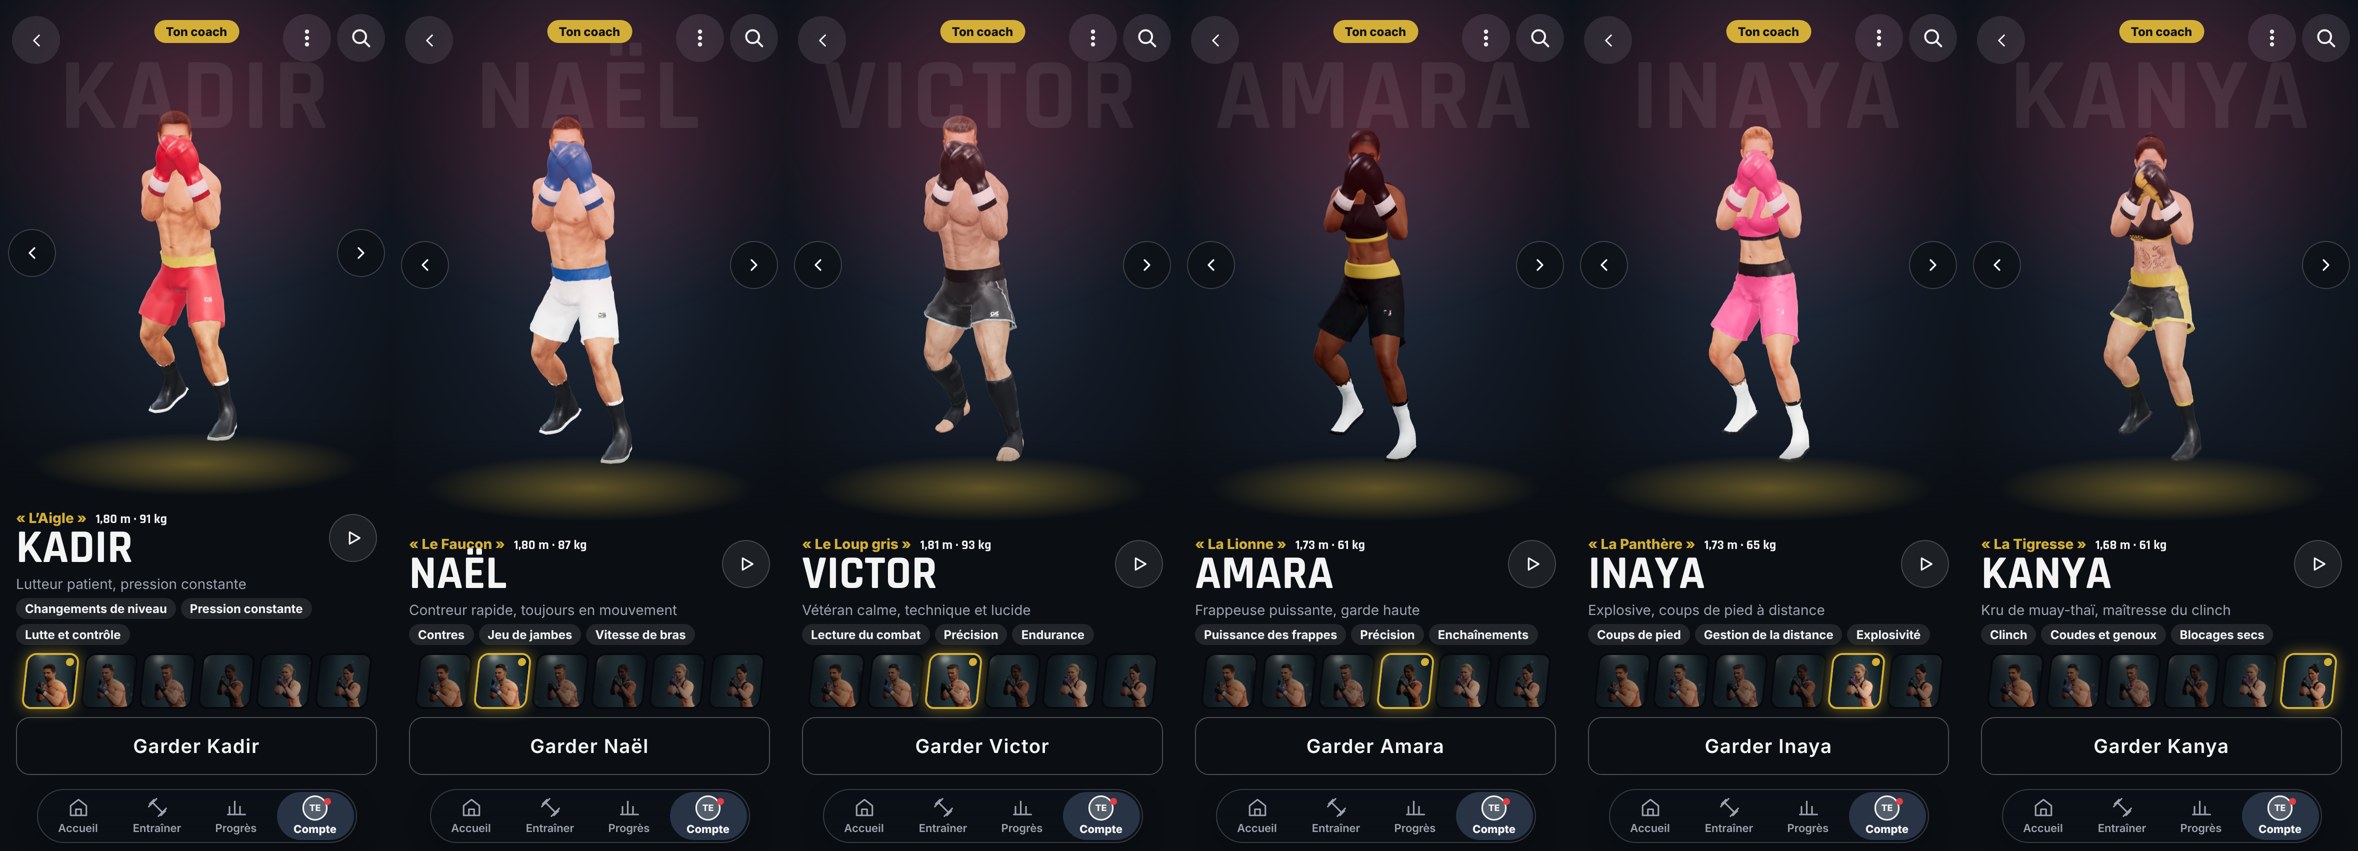 Ton coach
KADIR
« L'Aigle » 1,80 m · 91 kg
KADIR
Lutteur patient, pression constante
Changements de niveau
Pression constante
Lutte et contrôle
Garder Kadir
Accueil
Entraîner
Progrès
TE
Compte
Ton coach
NAËL
« Le Faucon » 1,80 m · 87 kg
NAËL
Contreur rapide, toujours en mouvement
Contres
Jeu de jambes
Vitesse de bras
Garder Naël
Accueil
Entraîner
Progrès
TE
Compte
Ton coach
VICTOR
« Le Loup gris » 1,81 m · 93 kg
VICTOR
Vétéran calme, technique et lucide
Lecture du combat
Précision
Endurance
Garder Victor
Accueil
Entraîner
Progrès
TE
Compte
Ton coach
AMARA
« La Lionne » 1,73 m · 61 kg
AMARA
Frappeuse puissante, garde haute
Puissance des frappes
Précision
Enchaînements
Garder Amara
Accueil
Entraîner
Progrès
TE
Compte
Ton coach
INAYA
« La Panthère » 1,73 m · 65 kg
INAYA
Explosive, coups de pied à distance
Coups de pied
Gestion de la distance
Explosivité
Garder Inaya
Accueil
Entraîner
Progrès
TE
Compte
Ton coach
KANYA
« La Tigresse » 1,68 m · 61 kg
KANYA
Kru de muay-thaï, maîtresse du clinch
Clinch
Coudes et genoux
Blocages secs
Garder Kanya
Accueil
Entraîner
Progrès
TE
Compte